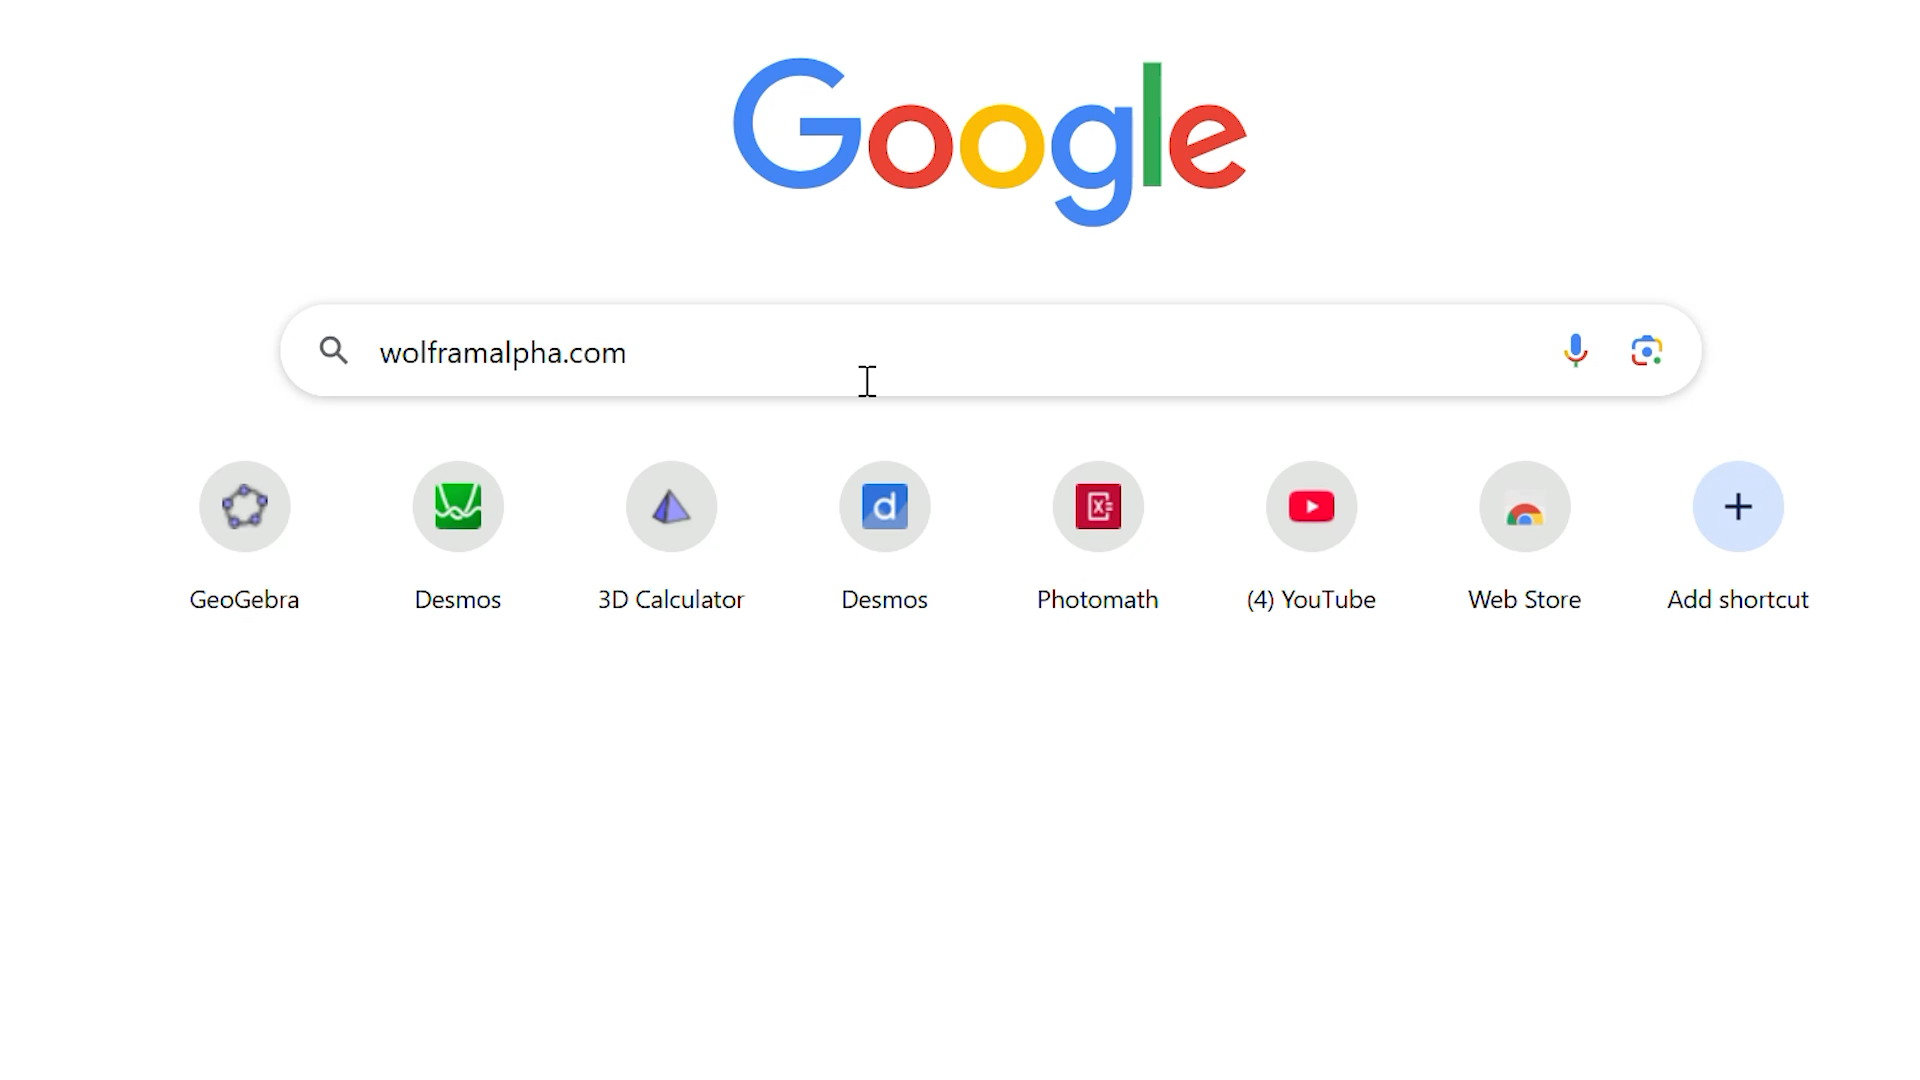 Google
wolframalpha.com
GeoGebra
Desmos
3D Calculator
Desmos
Photomath
(4) YouTube
Web Store
Add shortcut